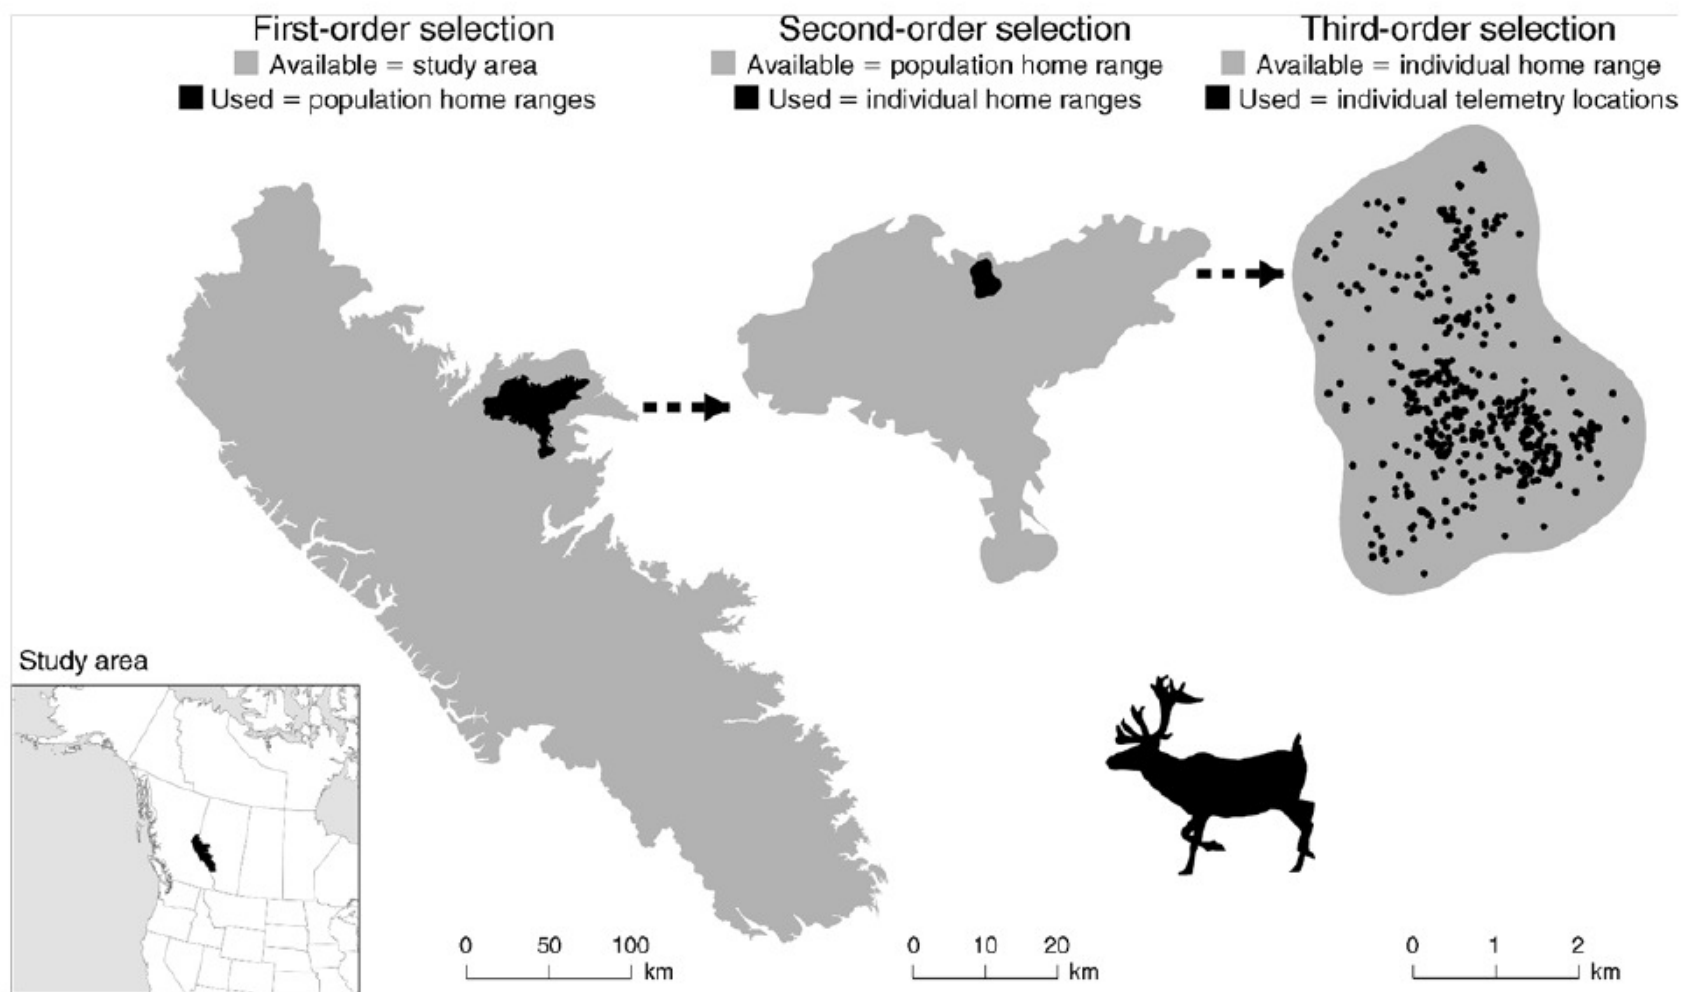 First-order selection
Available = study area
Used = population home ranges
Second-order selection
Available = population home range
Used = individual home ranges
Third-order selection
Available = individual home range
Used = individual telemetry locations
Study area
0 50 100
km
0 10 20
km
0 1 2
km